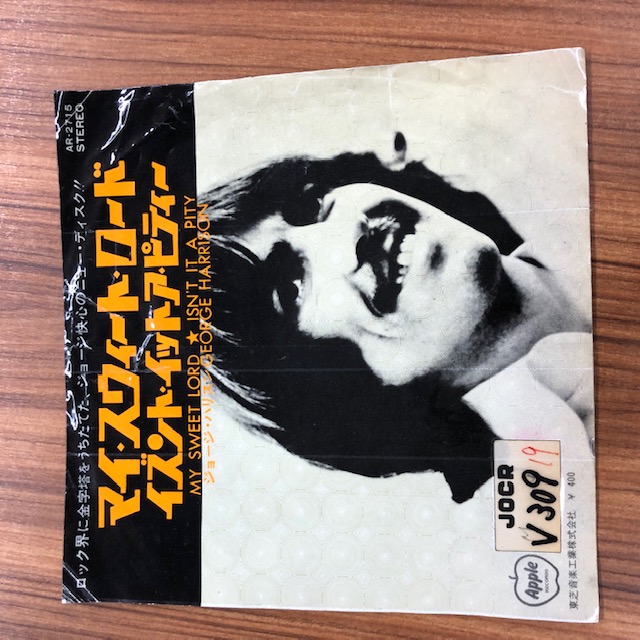 AR-2715
STEREO
ロック界に金字塔をうちたてた、ジョージ快心のニュー・ディスク!!
マイ・スウィート・ロード
イズント・イット・ア・ピティー
MY SWEET LORD ★ ISN'T IT A PITY
ジョージ・ハリスン GEORGE HARRISON
JOCR
V309
19
Apple
RECORDS
東芝音楽工業株式会社 ¥400